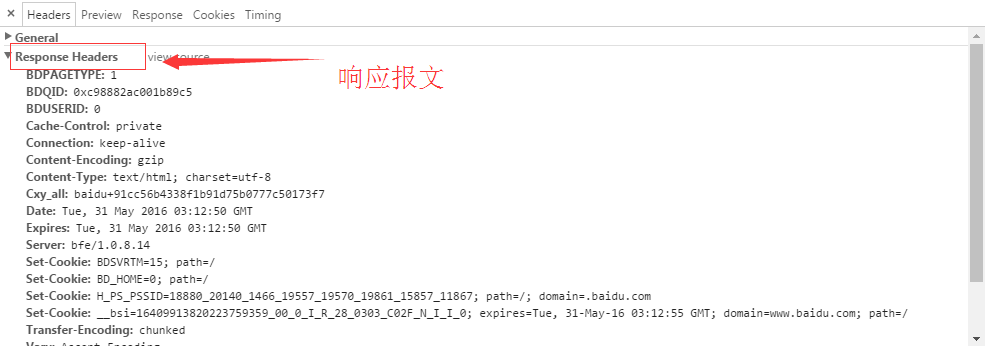 × Headers Preview Response Cookies Timing
General
Response Headers view source
响应报文
BDPAGETYPE: 1
BDQID: 0xc98882ac001b89c5
BDUSERID: 0
Cache-Control: private
Connection: keep-alive
Content-Encoding: gzip
Content-Type: text/html; charset=utf-8
Cxy_all: baidu+91cc56b4338f1b91d75b0777c50173f7
Date: Tue, 31 May 2016 03:12:50 GMT
Expires: Tue, 31 May 2016 03:12:50 GMT
Server: bfe/1.0.8.14
Set-Cookie: BDSVRTM=15; path=/
Set-Cookie: BD_HOME=0; path=/
Set-Cookie: H_PS_PSSID=18880_20140_1466_19557_19570_19861_15857_11867; path=/; domain=.baidu.com
Set-Cookie: __bsi=16409913820223759359_00_0_I_R_28_0303_C02F_N_I_I_0; expires=Tue, 31-May-16 03:12:55 GMT; domain=www.baidu.com; path=/
Transfer-Encoding: chunked
Vary: Accept-Encoding